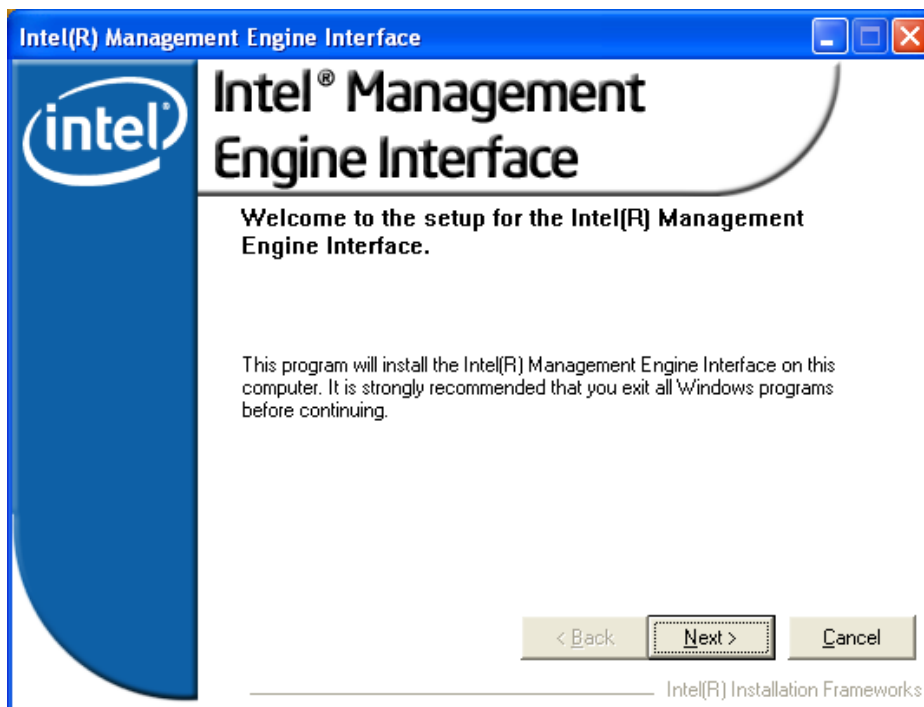 Intel(R) Management Engine Interface
intel®
Intel® Management
Engine Interface
Welcome to the setup for the Intel(R) Management
Engine Interface.
This program will install the Intel(R) Management Engine Interface on this
computer. It is strongly recommended that you exit all Windows programs
before continuing.
< Back
Next >
Cancel
Intel(R) Installation Frameworks